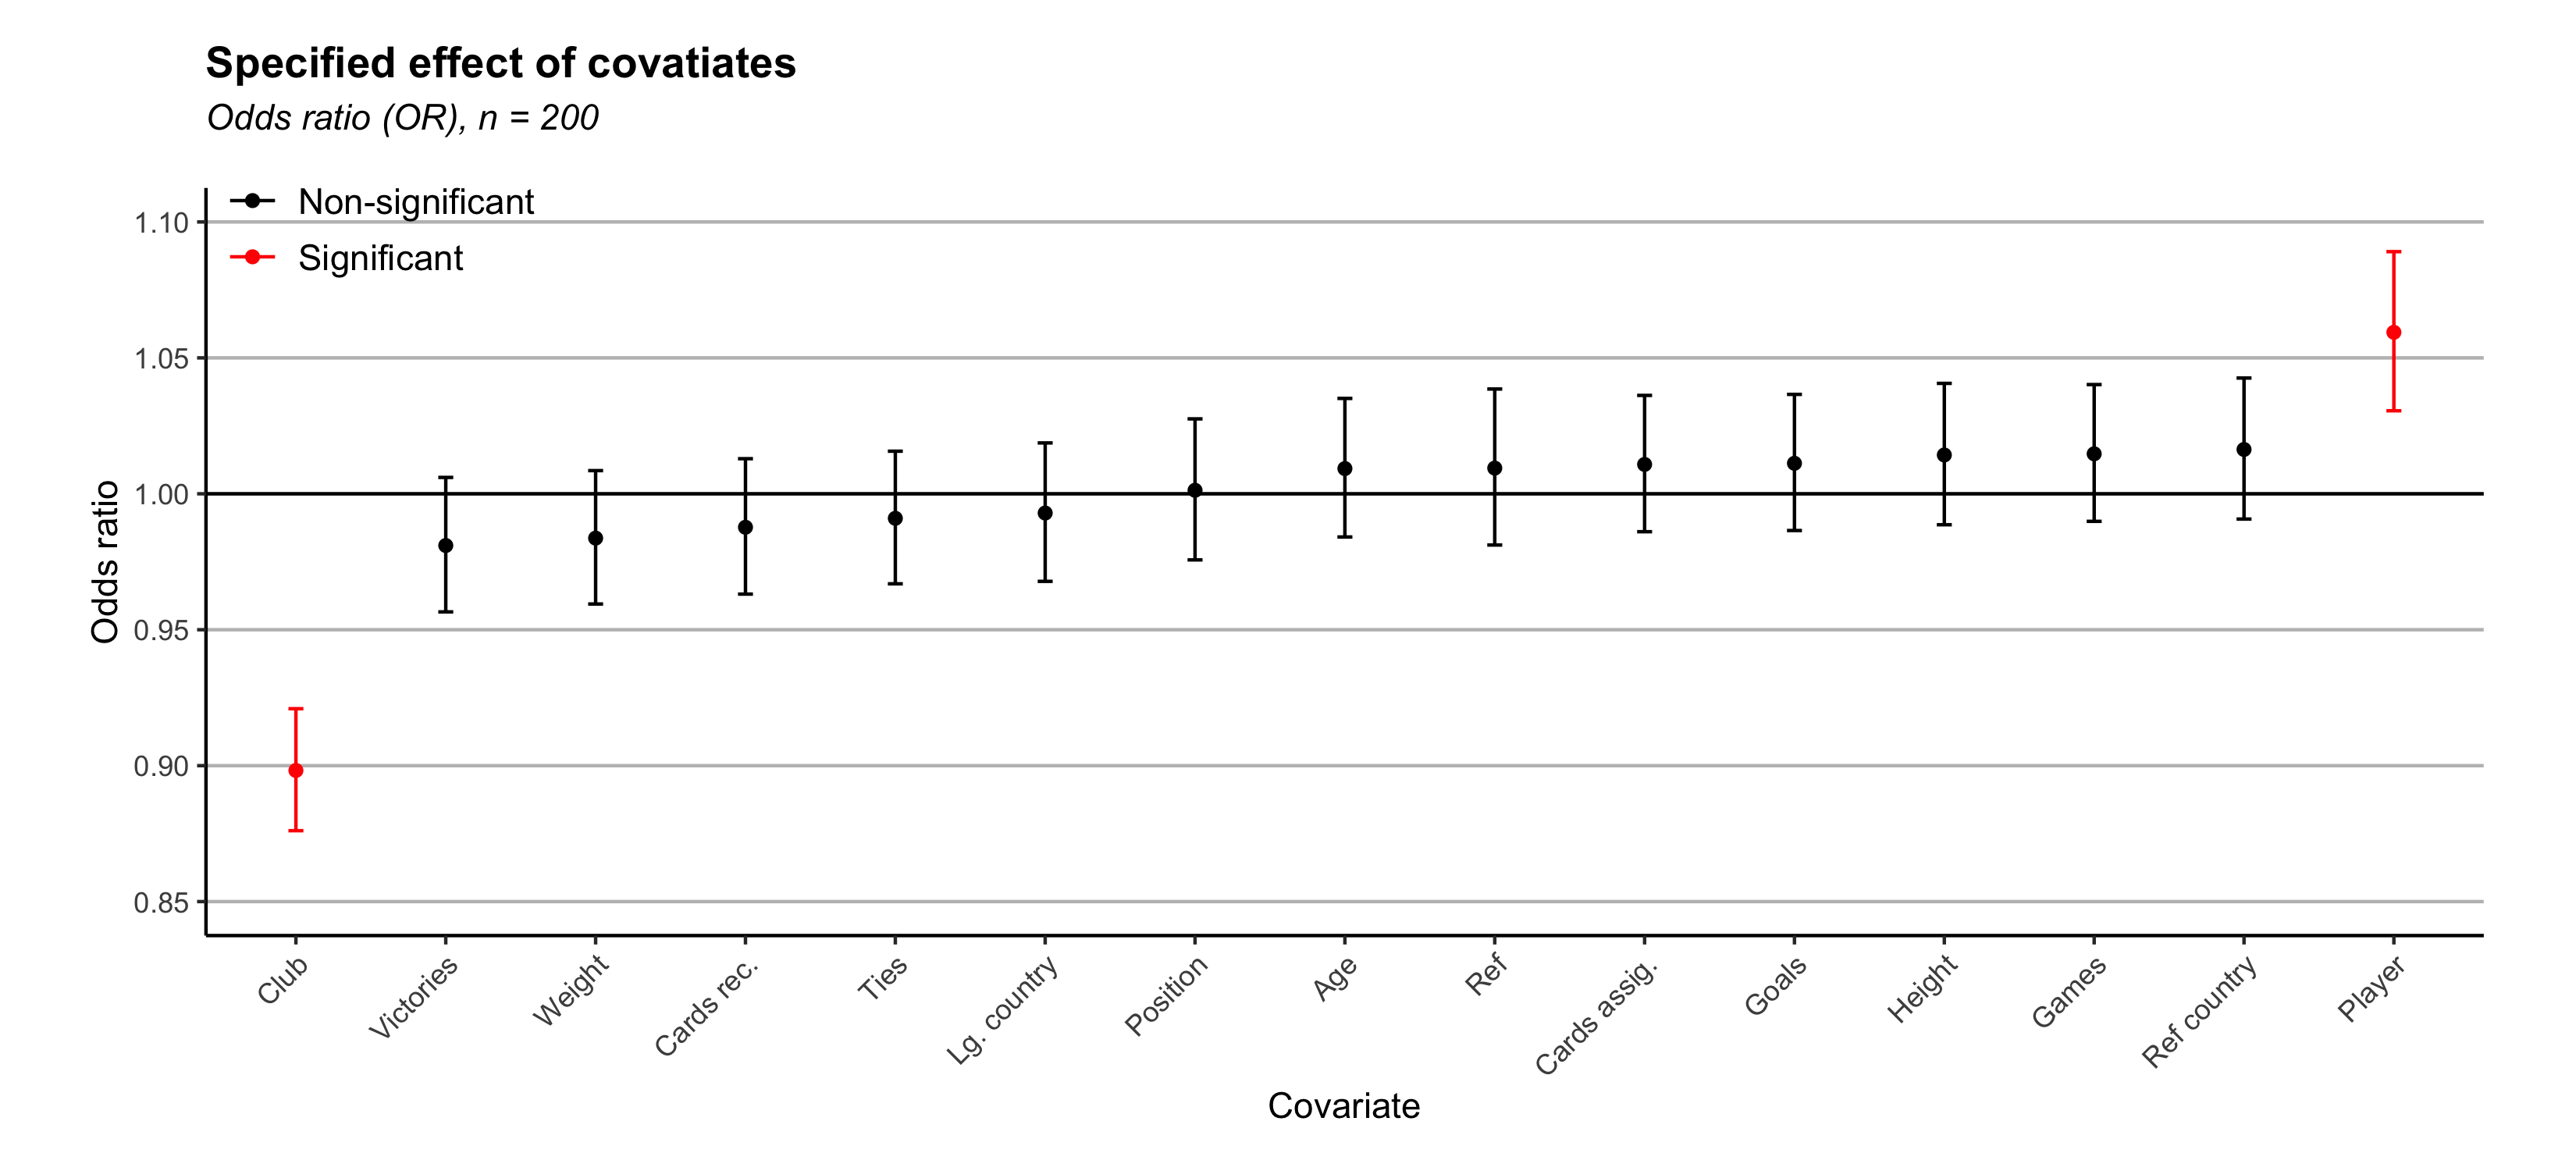 Specified effect of covatiates
Odds ratio (OR), n = 200
Non-significant
Significant
1.10
1.05
1.00
0.95
0.90
0.85
Odds ratio
Club
Victories
Weight
Cards rec.
Ties
Lg. country
Position
Age
Ref
Cards assig.
Goals
Height
Games
Ref country
Player
Covariate